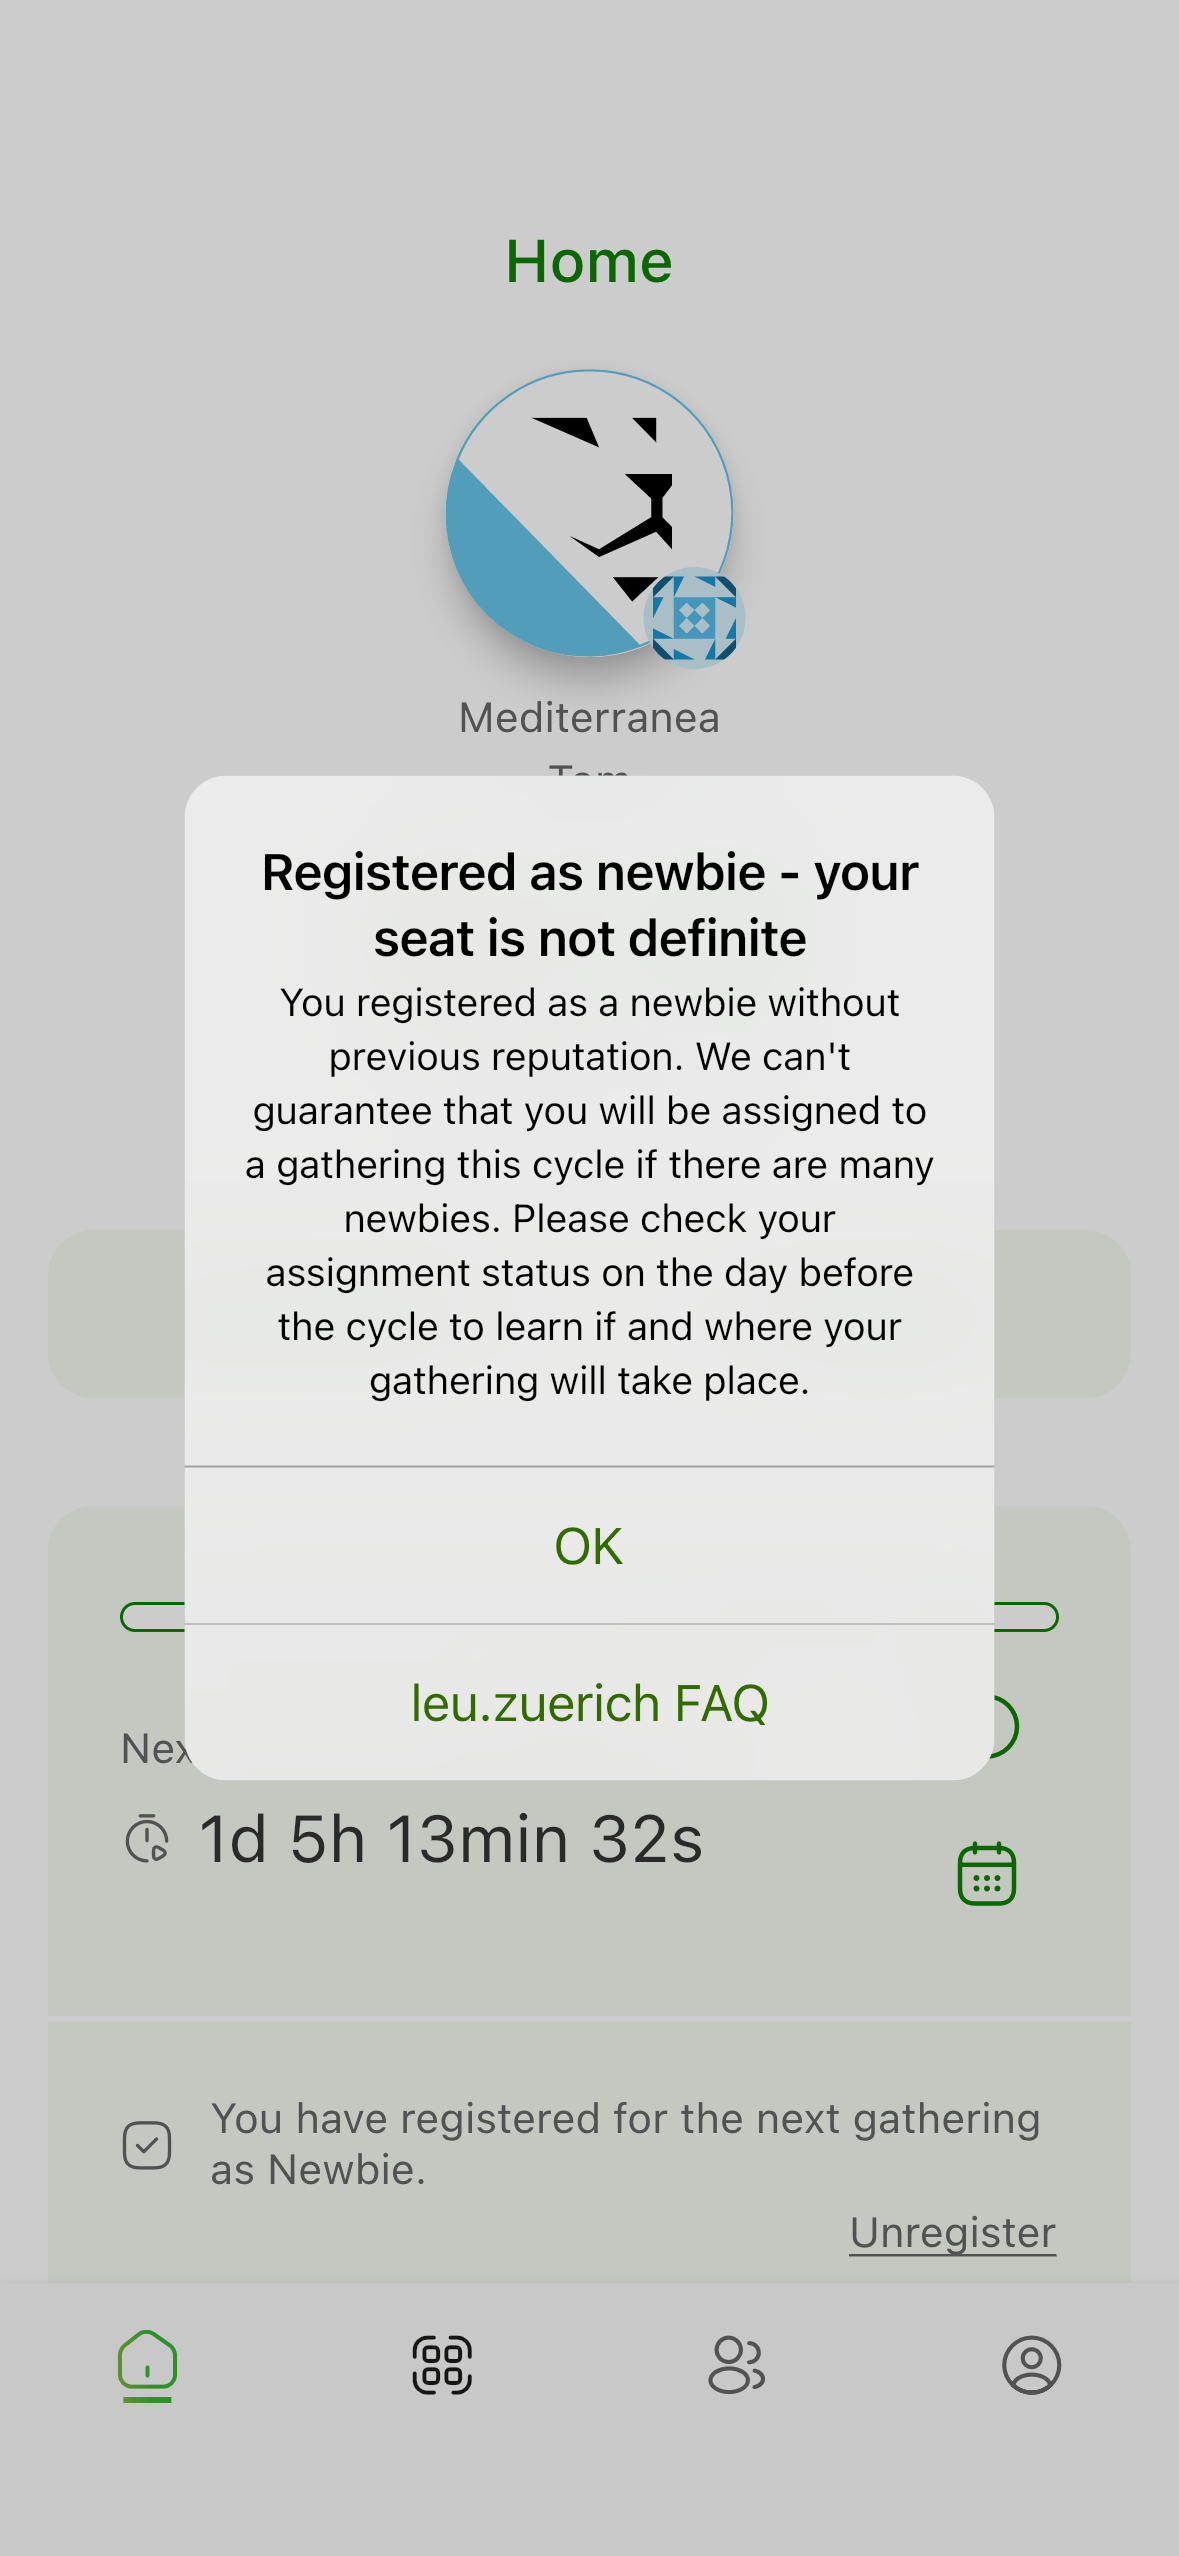 Home
Mediterranea
Tom
Registered as newbie - your
seat is not definite
You registered as a newbie without
previous reputation. We can't
guarantee that you will be assigned to
a gathering this cycle if there are many
newbies. Please check your
assignment status on the day before
the cycle to learn if and where your
gathering will take place.
OK
leu.zuerich FAQ
1d 5h 13min 32s
You have registered for the next gathering
as Newbie.
Unregister